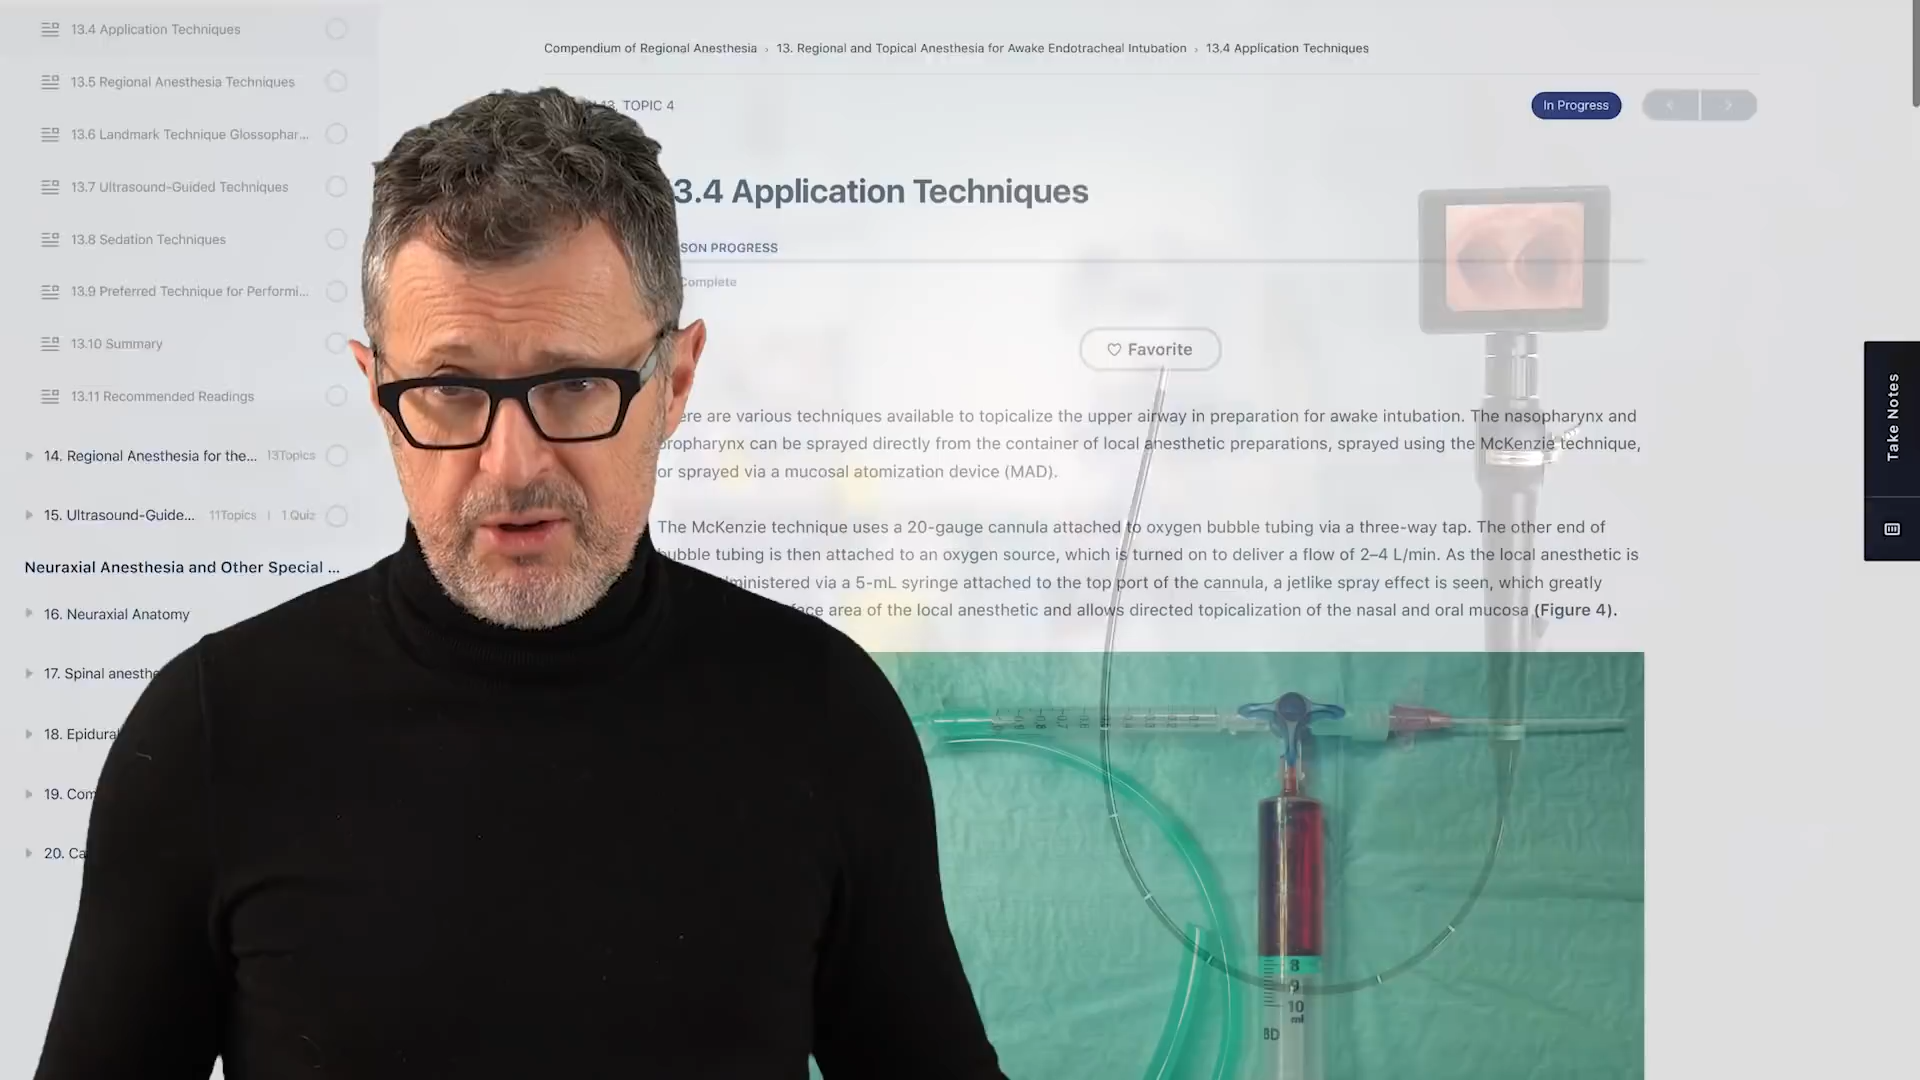 13.4 Application Techniques
13.5 Regional Anesthesia Techniques
13.6 Landmark Technique Glossophar...
13.7 Ultrasound-Guided Techniques
13.8 Sedation Techniques
13.9 Preferred Technique for Performi...
13.10 Summary
13.11 Recommended Readings
14. Regional Anesthesia for the... 13Topics
15. Ultrasound-Guide... 11Topics | 1 Quiz
Neuraxial Anesthesia and Other Special ...
16. Neuraxial Anatomy
17. Spinal anesthe
18. Epidural
19. Com
20. Ca
Compendium of Regional Anesthesia › 13. Regional and Topical Anesthesia for Awake Endotracheal Intubation › 13.4 Application Techniques
13, TOPIC 4
In Progress
3.4 Application Techniques
SON PROGRESS
Complete
Favorite
ere are various techniques available to topicalize the upper airway in preparation for awake intubation. The nasopharynx and
oropharynx can be sprayed directly from the container of local anesthetic preparations, sprayed using the McKenzie technique,
or sprayed via a mucosal atomization device (MAD).
The McKenzie technique uses a 20-gauge cannula attached to oxygen bubble tubing via a three-way tap. The other end of
bubble tubing is then attached to an oxygen source, which is turned on to deliver a flow of 2–4 L/min. As the local anesthetic is
ministered via a 5-mL syringe attached to the top port of the cannula, a jetlike spray effect is seen, which greatly
face area of the local anesthetic and allows directed topicalization of the nasal and oral mucosa (Figure 4).
8
9
10
ml
BD
Take Notes